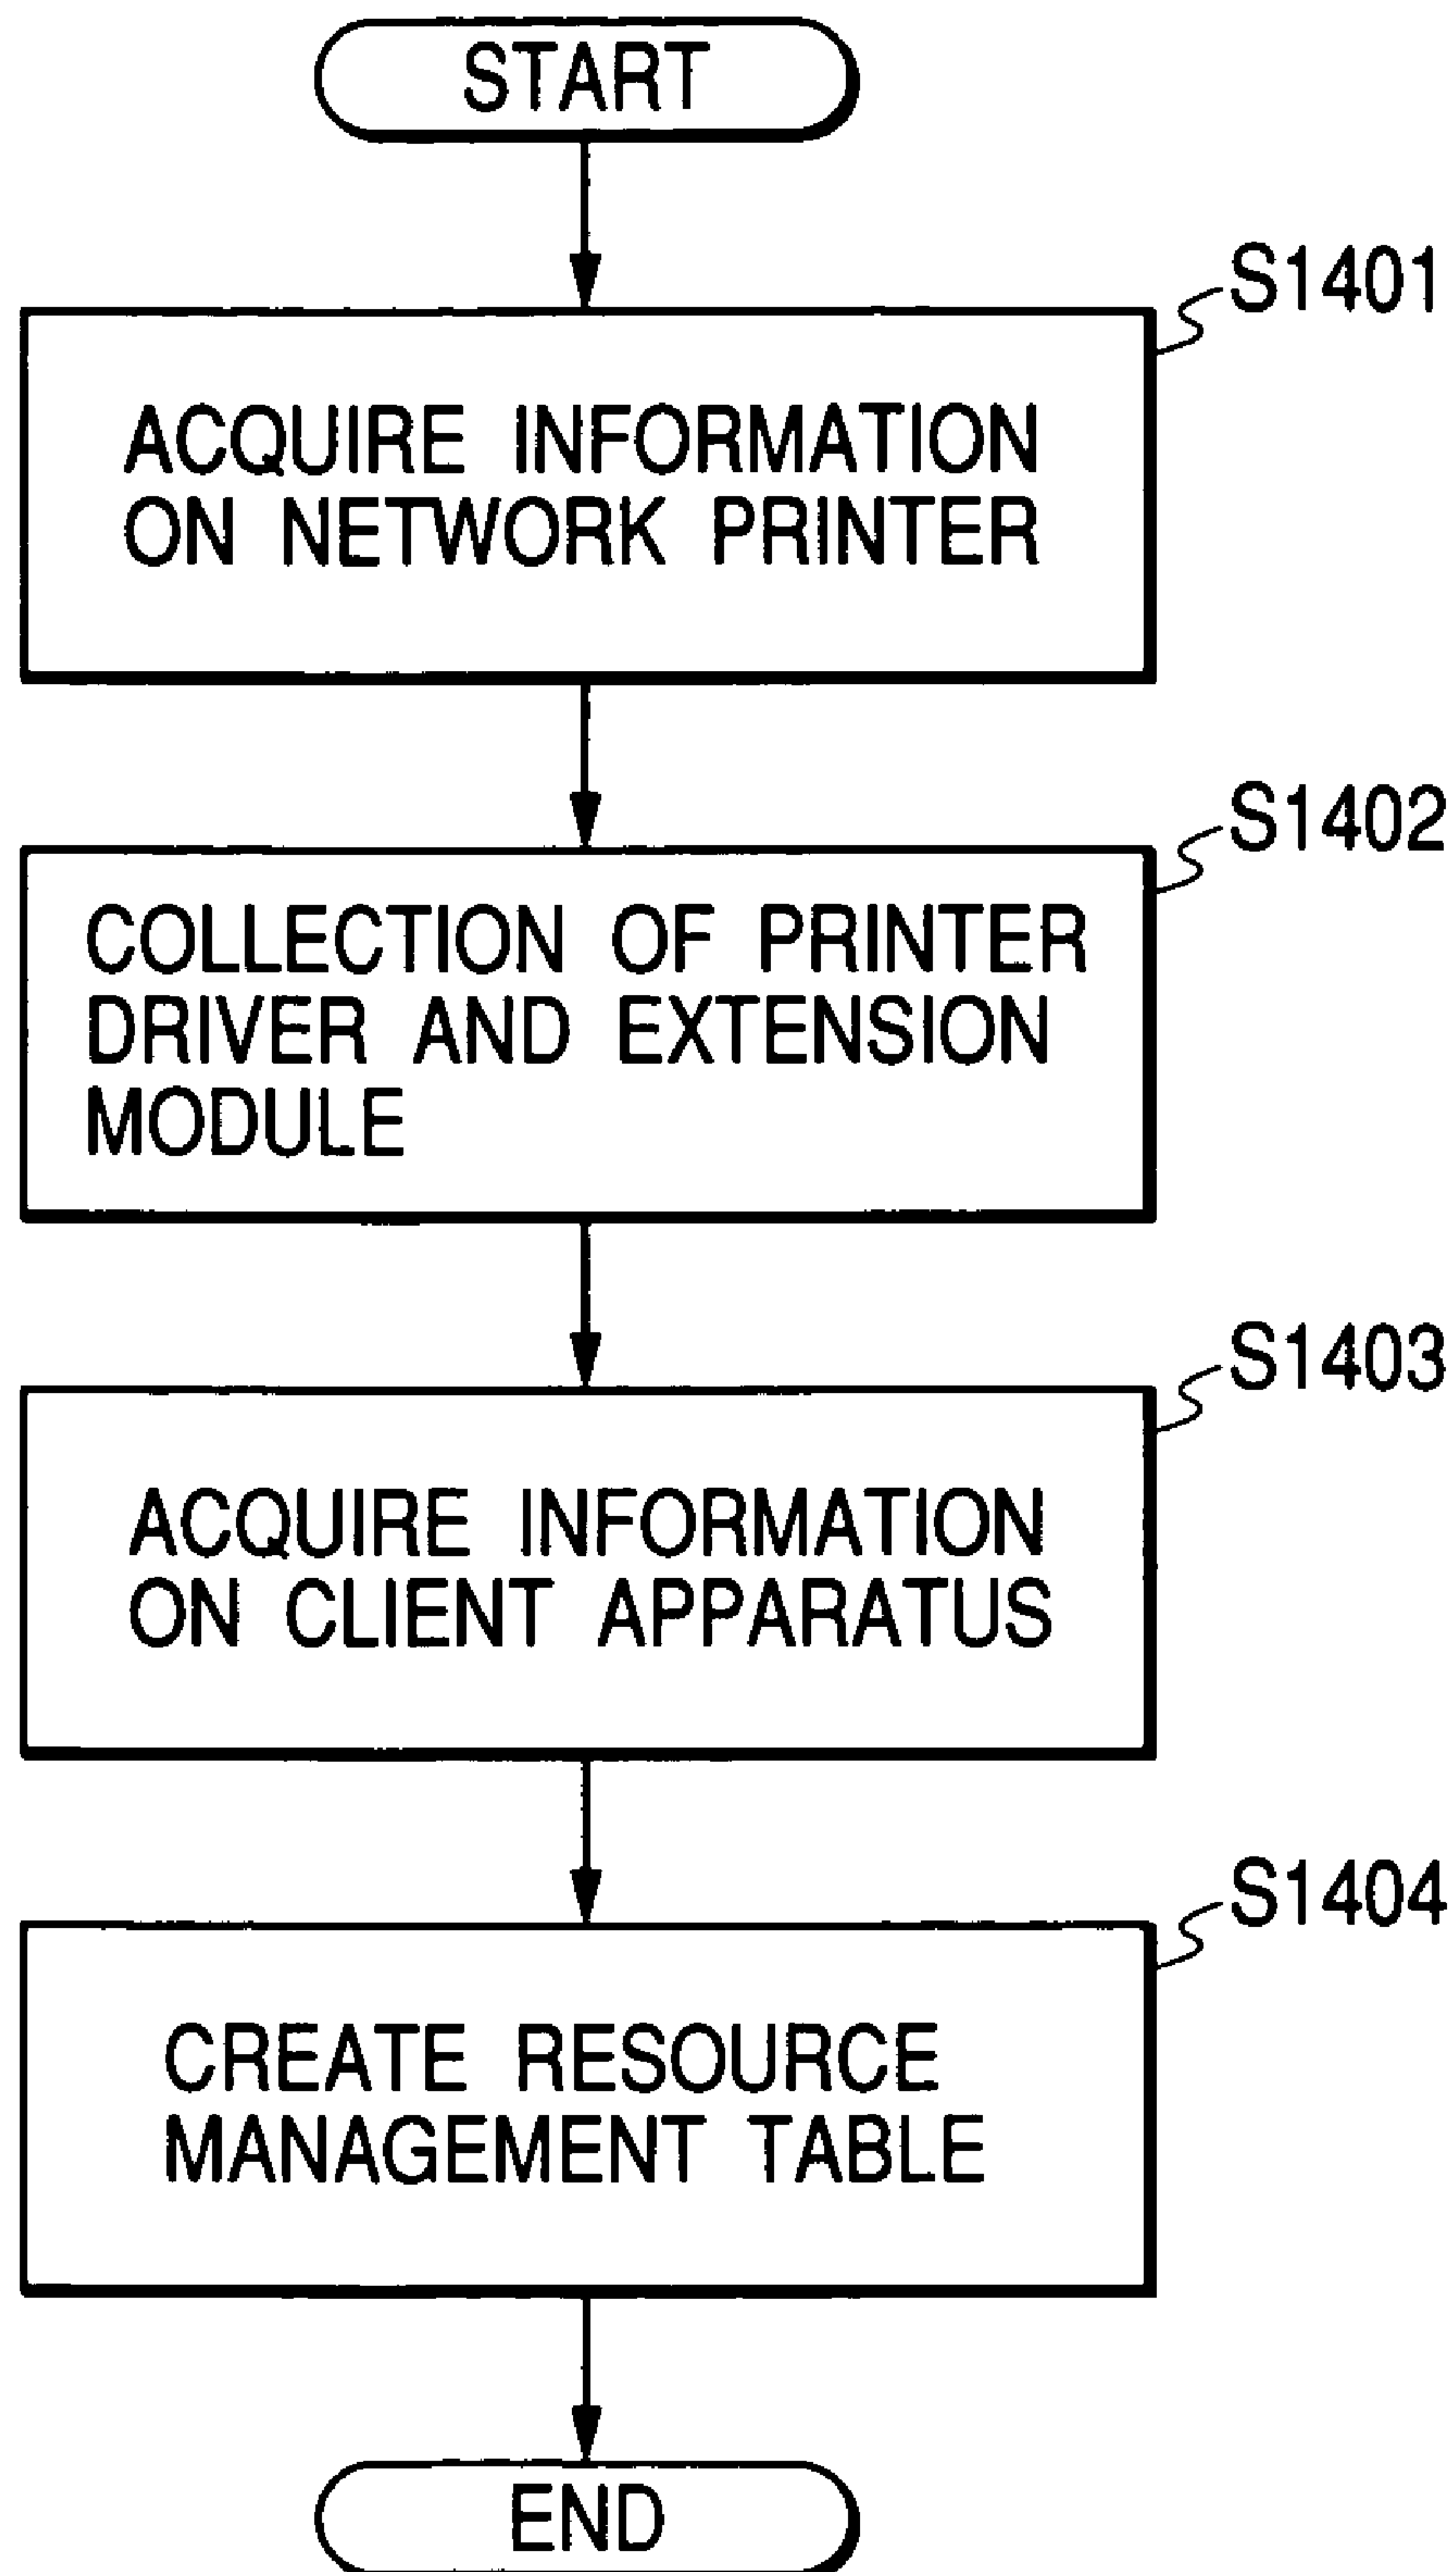 START
S1401
ACQUIRE INFORMATION
ON NETWORK PRINTER
S1402
COLLECTION OF PRINTER
DRIVER AND EXTENSION
MODULE
S1403
ACQUIRE INFORMATION
ON CLIENT APPARATUS
S1404
CREATE RESOURCE
MANAGEMENT TABLE
END